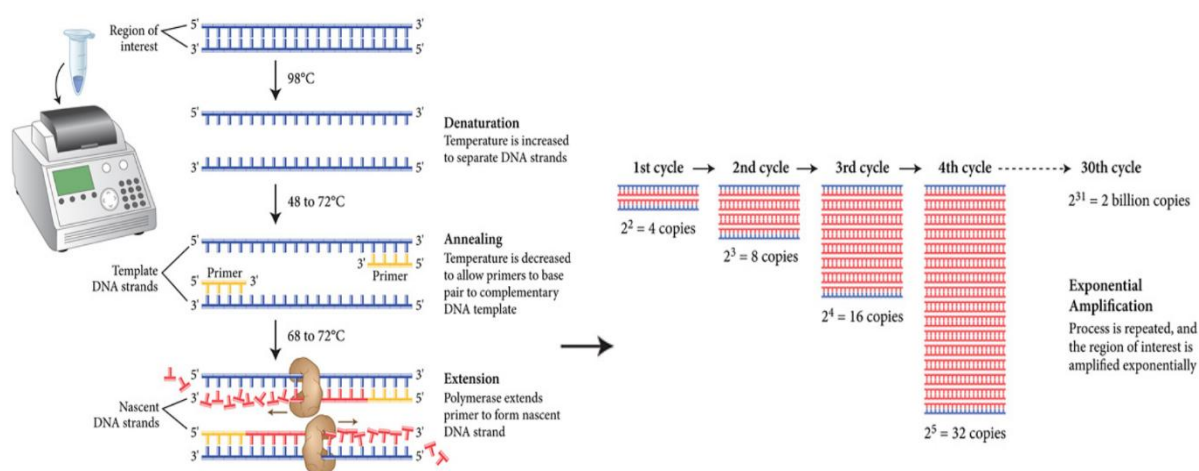 Region of
interest
5'
3'
3'
5'
98°C
5'
3'
3'
5'
Denaturation
Temperature is increased
to separate DNA strands
48 to 72°C
5'
3'
3'
5'
Template
DNA strands
5'
Primer
3'
3'
Primer
5'
Annealing
Temperature is decreased
to allow primers to base
pair to complementary
DNA template
68 to 72°C
5'
3'
3'
5'
Nascent
DNA strands
5'
3'
3'
5'
Extension
Polymerase extends
primer to form nascent
DNA strand
1st cycle
2nd cycle
3rd cycle
4th cycle
30th cycle
2² = 4 copies
2³ = 8 copies
2⁴ = 16 copies
2⁵ = 32 copies
2³¹ = 2 billion copies
Exponential
Amplification
Process is repeated, and
the region of interest is
amplified exponentially